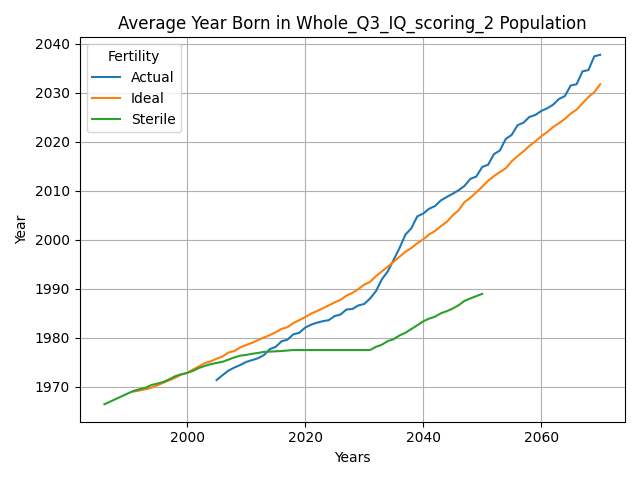 Average Year Born in Whole_Q3_IQ_scoring_2 Population
Fertility
Actual
Ideal
Sterile
Year
2040
2030
2020
2010
2000
1990
1980
1970
2000 2020 2040 2060
Years